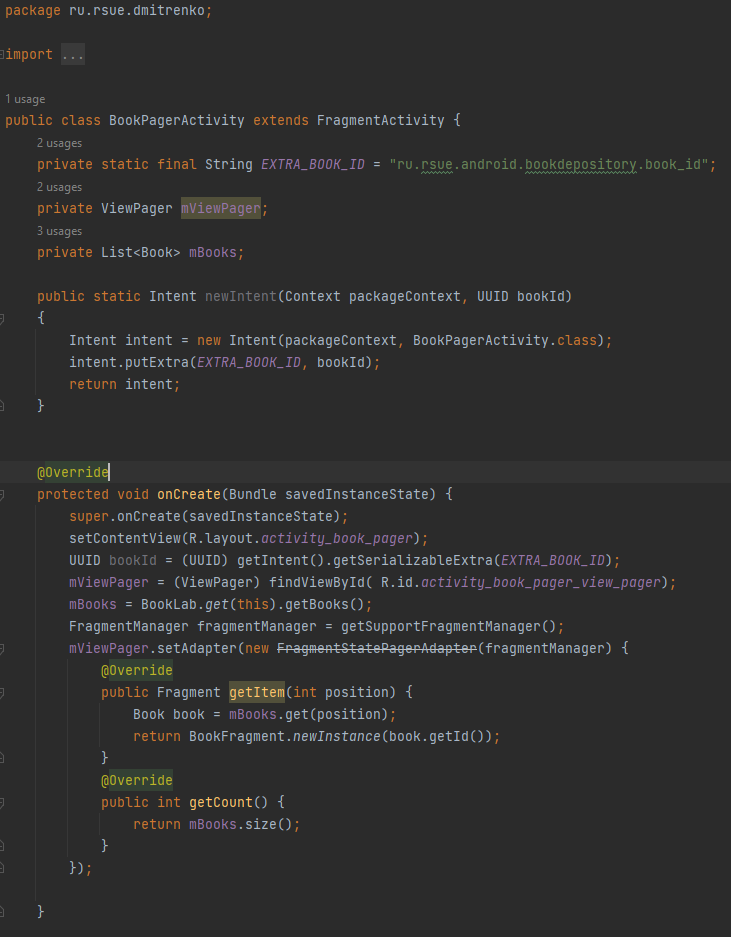 package ru.rsue.dmitrenko;
import ...
1 usage
public class BookPagerActivity extends FragmentActivity {
2 usages
private static final String EXTRA_BOOK_ID = "ru.rsue.android.bookdepository.book_id";
2 usages
private ViewPager mViewPager;
3 usages
private List<Book> mBooks;
public static Intent newIntent(Context packageContext, UUID bookId)
{
Intent intent = new Intent(packageContext, BookPagerActivity.class);
intent.putExtra(EXTRA_BOOK_ID, bookId);
return intent;
}
@Override
protected void onCreate(Bundle savedInstanceState) {
super.onCreate(savedInstanceState);
setContentView(R.layout.activity_book_pager);
UUID bookId = (UUID) getIntent().getSerializableExtra(EXTRA_BOOK_ID);
mViewPager = (ViewPager) findViewById( R.id.activity_book_pager_view_pager);
mBooks = BookLab.get(this).getBooks();
FragmentManager fragmentManager = getSupportFragmentManager();
mViewPager.setAdapter(new FragmentStatePagerAdapter(fragmentManager) {
@Override
public Fragment getItem(int position) {
Book book = mBooks.get(position);
return BookFragment.newInstance(book.getId());
}
@Override
public int getCount() {
return mBooks.size();
}
});
}